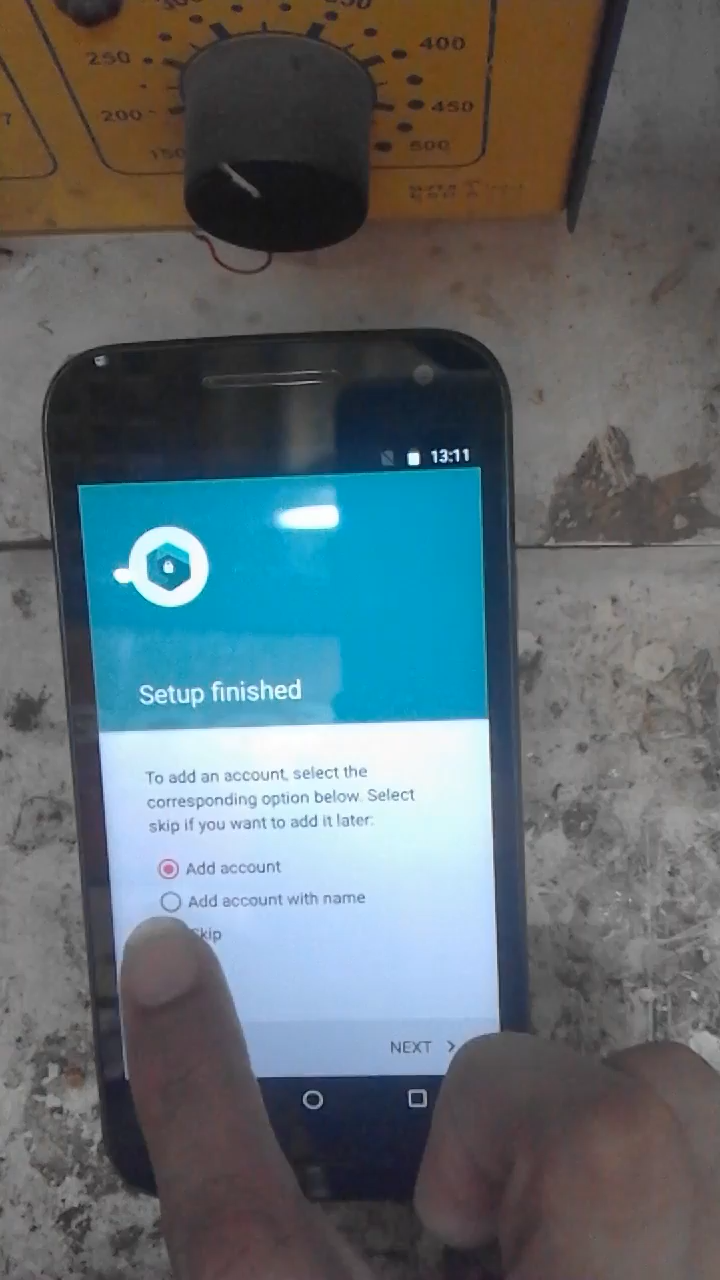 250
400
200
450
150
500
13:11
Setup finished
To add an account, select the
corresponding option below. Select
skip if you want to add it later:
Add account
Add account with name
Skip
NEXT